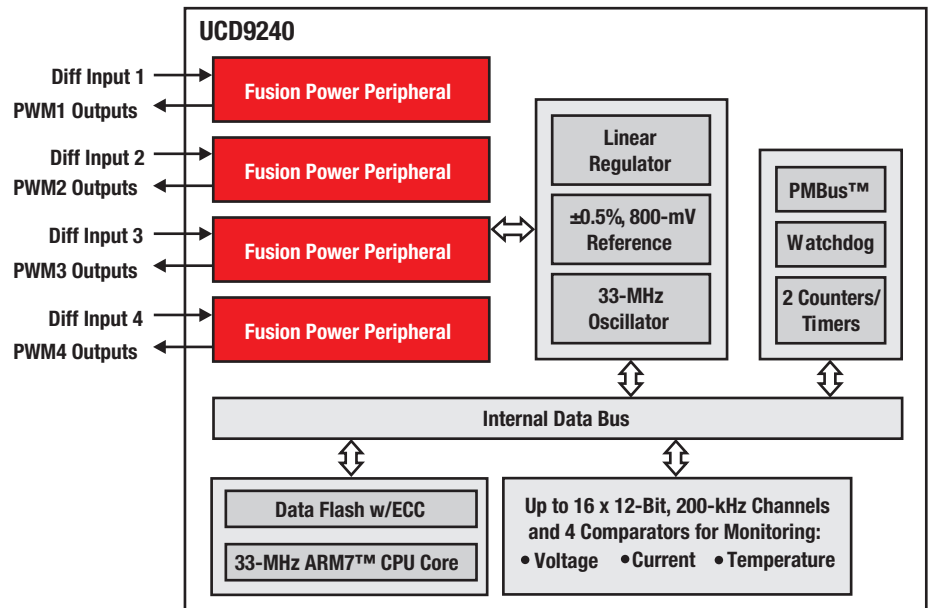 UCD9240
Diff Input 1
PWM1 Outputs
Fusion Power Peripheral
Diff Input 2
PWM2 Outputs
Fusion Power Peripheral
Diff Input 3
PWM3 Outputs
Fusion Power Peripheral
Diff Input 4
PWM4 Outputs
Fusion Power Peripheral
Linear
Regulator
±0.5%, 800-mV
Reference
33-MHz
Oscillator
PMBus™
Watchdog
2 Counters/
Timers
Internal Data Bus
Data Flash w/ECC
33-MHz ARM7™ CPU Core
Up to 16 x 12-Bit, 200-kHz Channels
and 4 Comparators for Monitoring:
• Voltage • Current • Temperature